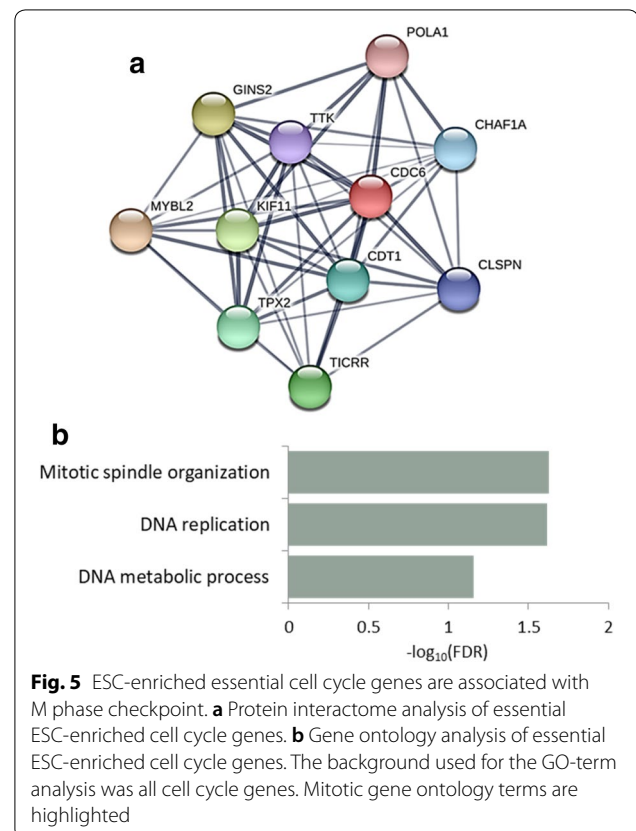 a
POLA1
GINS2
TTK
CHAF1A
CDC6
MYBL2
KIF11
CDT1
CLSPN
TPX2
TICRR
b
Mitotic spindle organization
DNA replication
DNA metabolic process
0 0.5 1 1.5 2
-log10(FDR)
Fig. 5 ESC-enriched essential cell cycle genes are associated with
M phase checkpoint. a Protein interactome analysis of essential
ESC-enriched cell cycle genes. b Gene ontology analysis of essential
ESC-enriched cell cycle genes. The background used for the GO-term
analysis was all cell cycle genes. Mitotic gene ontology terms are
highlighted